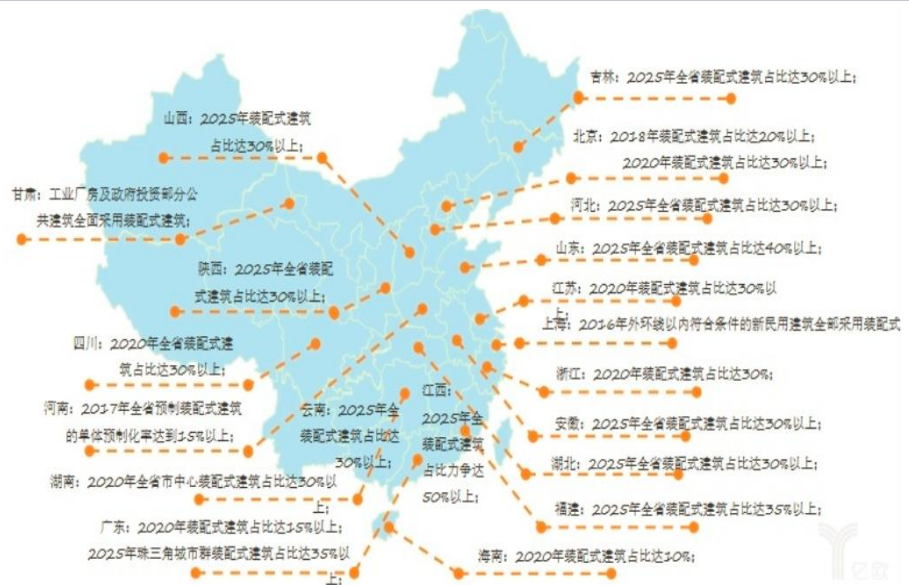 吉林：2025年全省装配式建筑占比达30%以上；
山西：2025年装配式建筑
占比达30%以上；
北京：2018年装配式建筑占比达20%以上；
2020年装配式建筑占比达30%以上；
甘肃：工业厂房及政府投资部分公
共建筑全面采用装配式建筑；
河北：2025年全省装配式建筑占比达30%以上；
山东：2025年全省装配式建筑占比达40%以上；
陕西：2025年全省装配
式建筑占比达30%以上；
江苏：2020年装配式建筑占比达30%以
上；
上海：2016年外环线以内符合条件的新民用建筑全部采用装配式
四川：2020年全省装配式建
筑占比达30%以上；
浙江：2020年装配式建筑占比达30%；
河南：2017年全省预制装配式建筑
的单体预制化率达到15%以上；
云南：2025年全
装配式建筑占比达
30%以上；
江西：
2025年全
装配式建筑
占比力争达
50%以上；
安徽：2025年全省装配式建筑占比达30%以上；
湖北：2025年全省装配式建筑占比达30%以上；
湖南：2020年全省市中心装配式建筑占比达30%以
上；
福建：2025年全省装配式建筑占比达35%以上；
广东：2020年装配式建筑占比达15%以上；
2025年珠三角城市群装配式建筑占比达35%以
上；
海南：2020年装配式建筑占比达10%；
亿欧